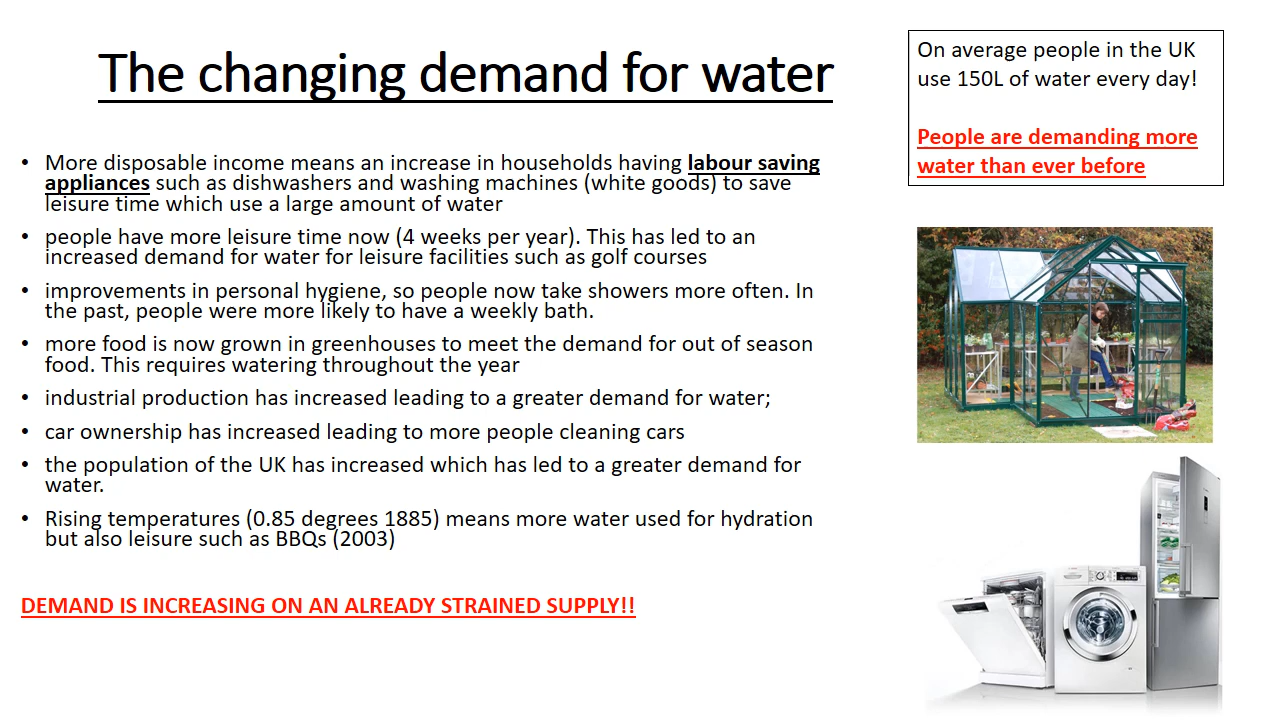 The changing demand for water
On average people in the UK
use 150L of water every day!
People are demanding more
water than ever before
• More disposable income means an increase in households having labour saving
appliances such as dishwashers and washing machines (white goods) to save
leisure time which use a large amount of water
• people have more leisure time now (4 weeks per year). This has led to an
increased demand for water for leisure facilities such as golf courses
• improvements in personal hygiene, so people now take showers more often. In
the past, people were more likely to have a weekly bath.
• more food is now grown in greenhouses to meet the demand for out of season
food. This requires watering throughout the year
• industrial production has increased leading to a greater demand for water;
• car ownership has increased leading to more people cleaning cars
• the population of the UK has increased which has led to a greater demand for
water.
• Rising temperatures (0.85 degrees 1885) means more water used for hydration
but also leisure such as BBQs (2003)
DEMAND IS INCREASING ON AN ALREADY STRAINED SUPPLY!!